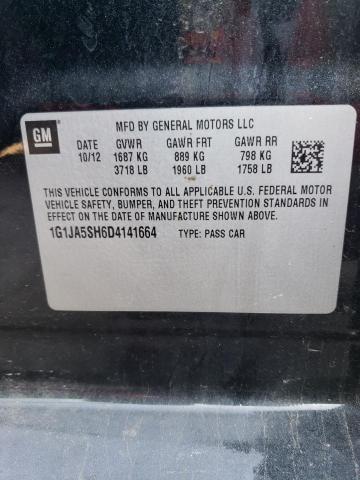 GM
MFD BY GENERAL MOTORS LLC
DATE GVWR GAWR FRT GAWR RR
10/12 1687 KG 889 KG 798 KG
3718 LB 1960 LB 1758 LB
THIS VEHICLE CONFORMS TO ALL APPLICABLE U.S. FEDERAL MOTOR
VEHICLE SAFETY, BUMPER, AND THEFT PREVENTION STANDARDS IN
EFFECT ON THE DATE OF MANUFACTURE SHOWN ABOVE.
1G1JA5SH6D4141664 TYPE: PASS CAR